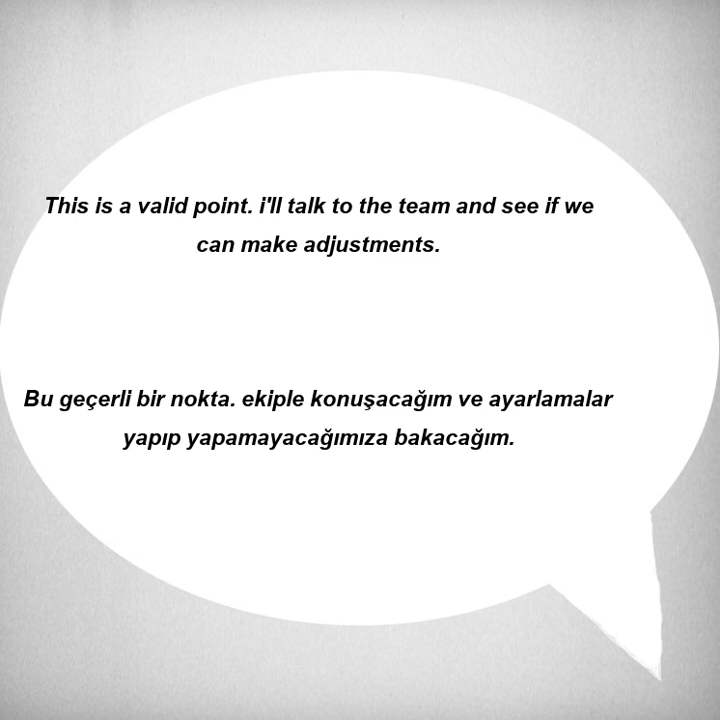 This is a valid point. i'll talk to the team and see if we
can make adjustments.
Bu geçerli bir nokta. ekiple konuşacağım ve ayarlamalar
yapıp yapamayacağımıza bakacağım.